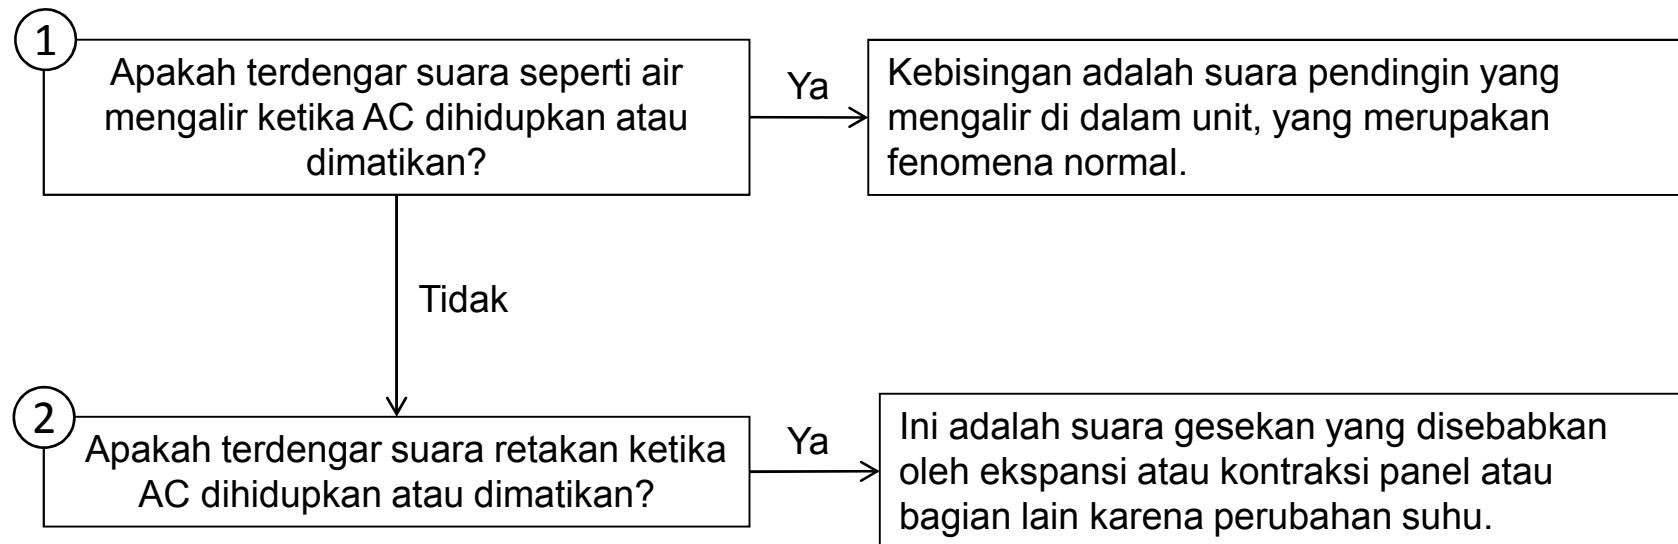 1
Apakah terdengar suara seperti air
mengalir ketika AC dihidupkan atau
dimatikan?
Ya
Kebisingan adalah suara pendingin yang
mengalir di dalam unit, yang merupakan
fenomena normal.
Tidak
2
Apakah terdengar suara retakan ketika
AC dihidupkan atau dimatikan?
Ya
Ini adalah suara gesekan yang disebabkan
oleh ekspansi atau kontraksi panel atau
bagian lain karena perubahan suhu.